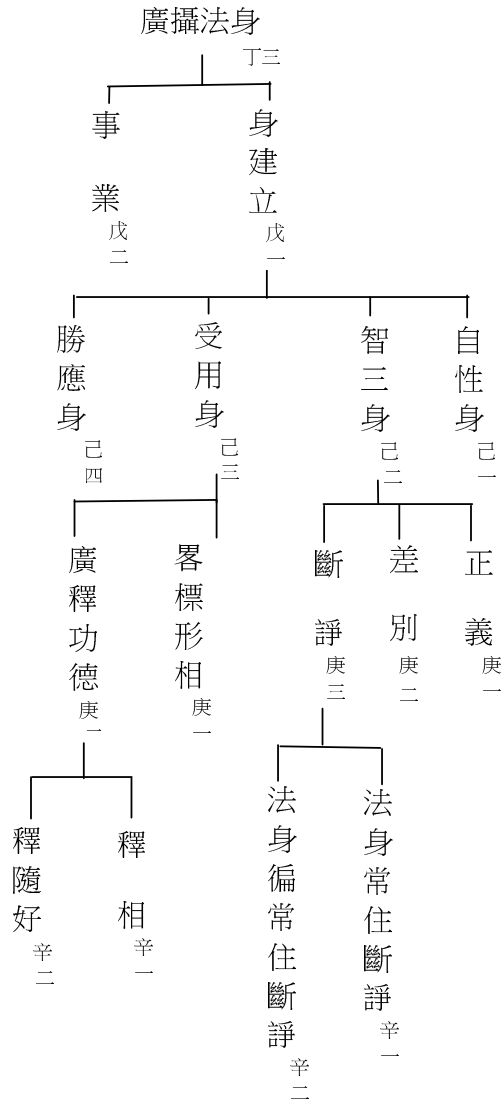 廣攝法身
丁三
身建立
戊一
事業
戊二
自性身
己一
智三身
己二
受用身
己三
勝應身
己四
正義
庚一
差別
庚二
斷諍
庚三
畧標形相
庚一
廣釋功德
庚一
法身常住斷諍
辛一
法身徧常住斷諍
辛二
釋相
辛一
釋隨好
辛二